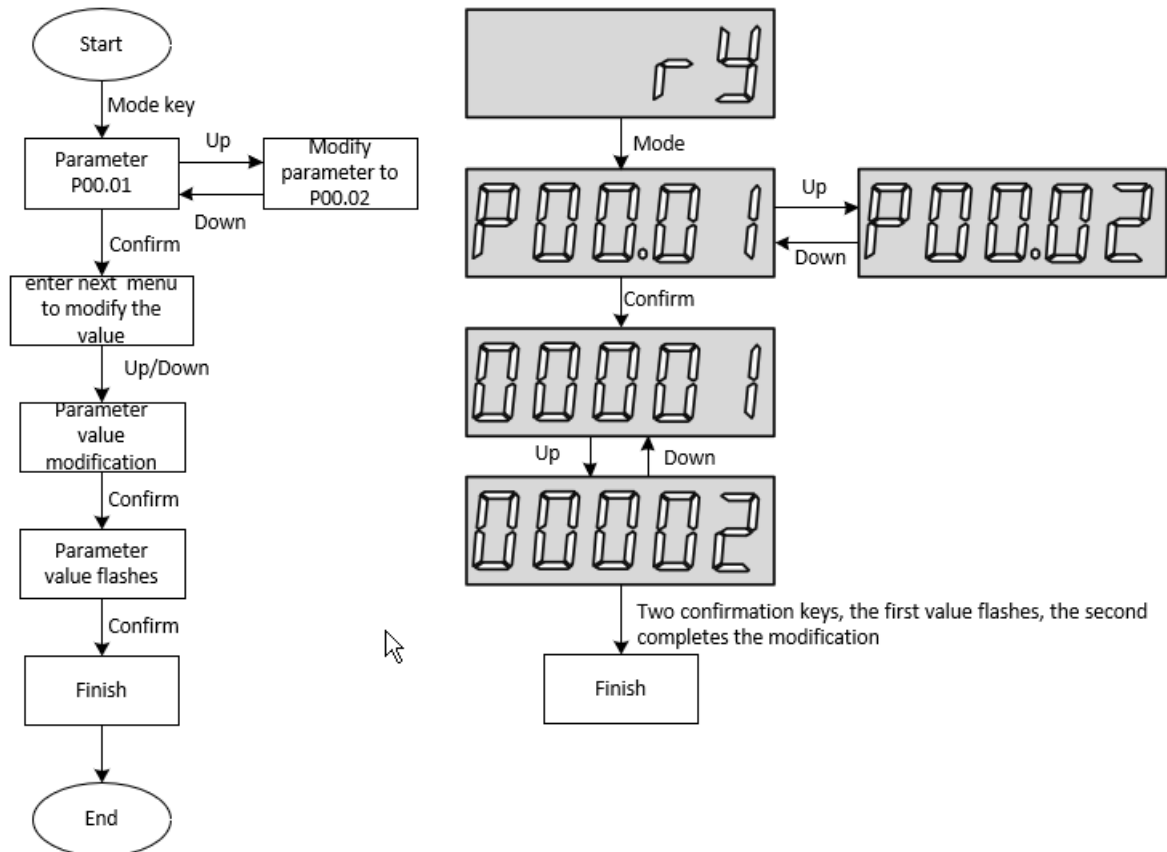 Start
Mode key
Parameter
P00.01
Up
Down
Modify
parameter to
P00.02
Confirm
enter next menu
to modify the
value
Up/Down
Parameter
value
modification
Confirm
Parameter
value flashes
Confirm
Finish
End
ry
Mode
P00.01
Up
Down
P00.02
Confirm
00001
Up
Down
00002
Two confirmation keys, the first value flashes, the second
completes the modification
Finish